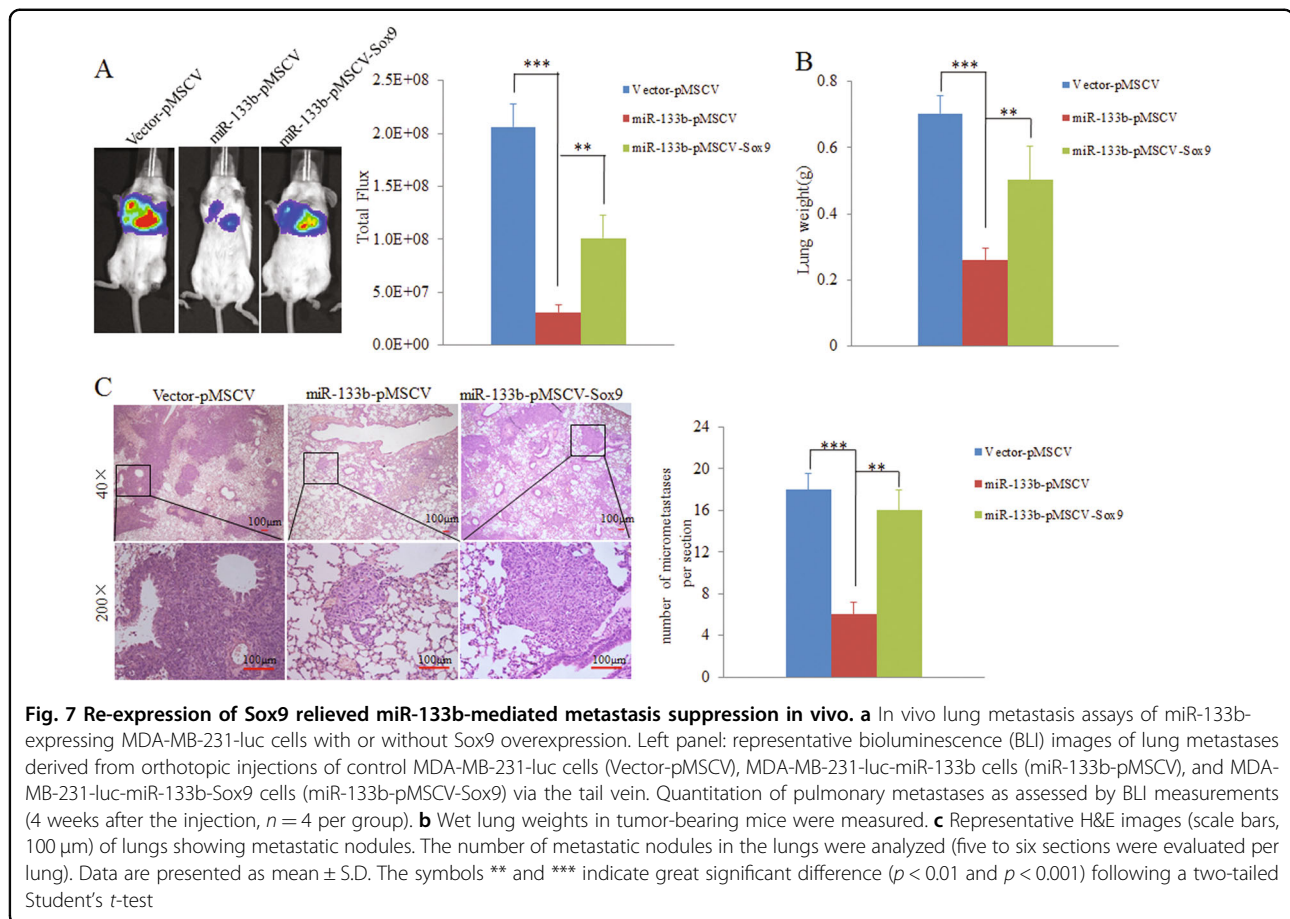 A
Vector-pMSCV
miR-133b-pMSCV
miR-133b-pMSCV-Sox9
Total Flux
2.5E+08
2.0E+08
1.5E+08
1.0E+08
5.0E+07
0.0E+00
***
**
Vector-pMSCV
miR-133b-pMSCV
miR-133b-pMSCV-Sox9
B
Lung weight(g)
0.8
0.6
0.4
0.2
0
***
**
Vector-pMSCV
miR-133b-pMSCV
miR-133b-pMSCV-Sox9
C
Vector-pMSCV
miR-133b-pMSCV
miR-133b-pMSCV-Sox9
40×
100μm
100μm
100μm
200×
100μm
100μm
100μm
number of micrometastases
per section
24
20
16
12
8
4
0
***
**
Vector-pMSCV
miR-133b-pMSCV
miR-133b-pMSCV-Sox9
Fig. 7 Re-expression of Sox9 relieved miR-133b-mediated metastasis suppression in vivo. a In vivo lung metastasis assays of miR-133b-
expressing MDA-MB-231-luc cells with or without Sox9 overexpression. Left panel: representative bioluminescence (BLI) images of lung metastases
derived from orthotopic injections of control MDA-MB-231-luc cells (Vector-pMSCV), MDA-MB-231-luc-miR-133b cells (miR-133b-pMSCV), and MDA-
MB-231-luc-miR-133b-Sox9 cells (miR-133b-pMSCV-Sox9) via the tail vein. Quantitation of pulmonary metastases as assessed by BLI measurements
(4 weeks after the injection, n = 4 per group). b Wet lung weights in tumor-bearing mice were measured. c Representative H&E images (scale bars,
100 μm) of lungs showing metastatic nodules. The number of metastatic nodules in the lungs were analyzed (five to six sections were evaluated per
lung). Data are presented as mean ± S.D. The symbols ** and *** indicate great significant difference (p < 0.01 and p < 0.001) following a two-tailed
Student's t-test